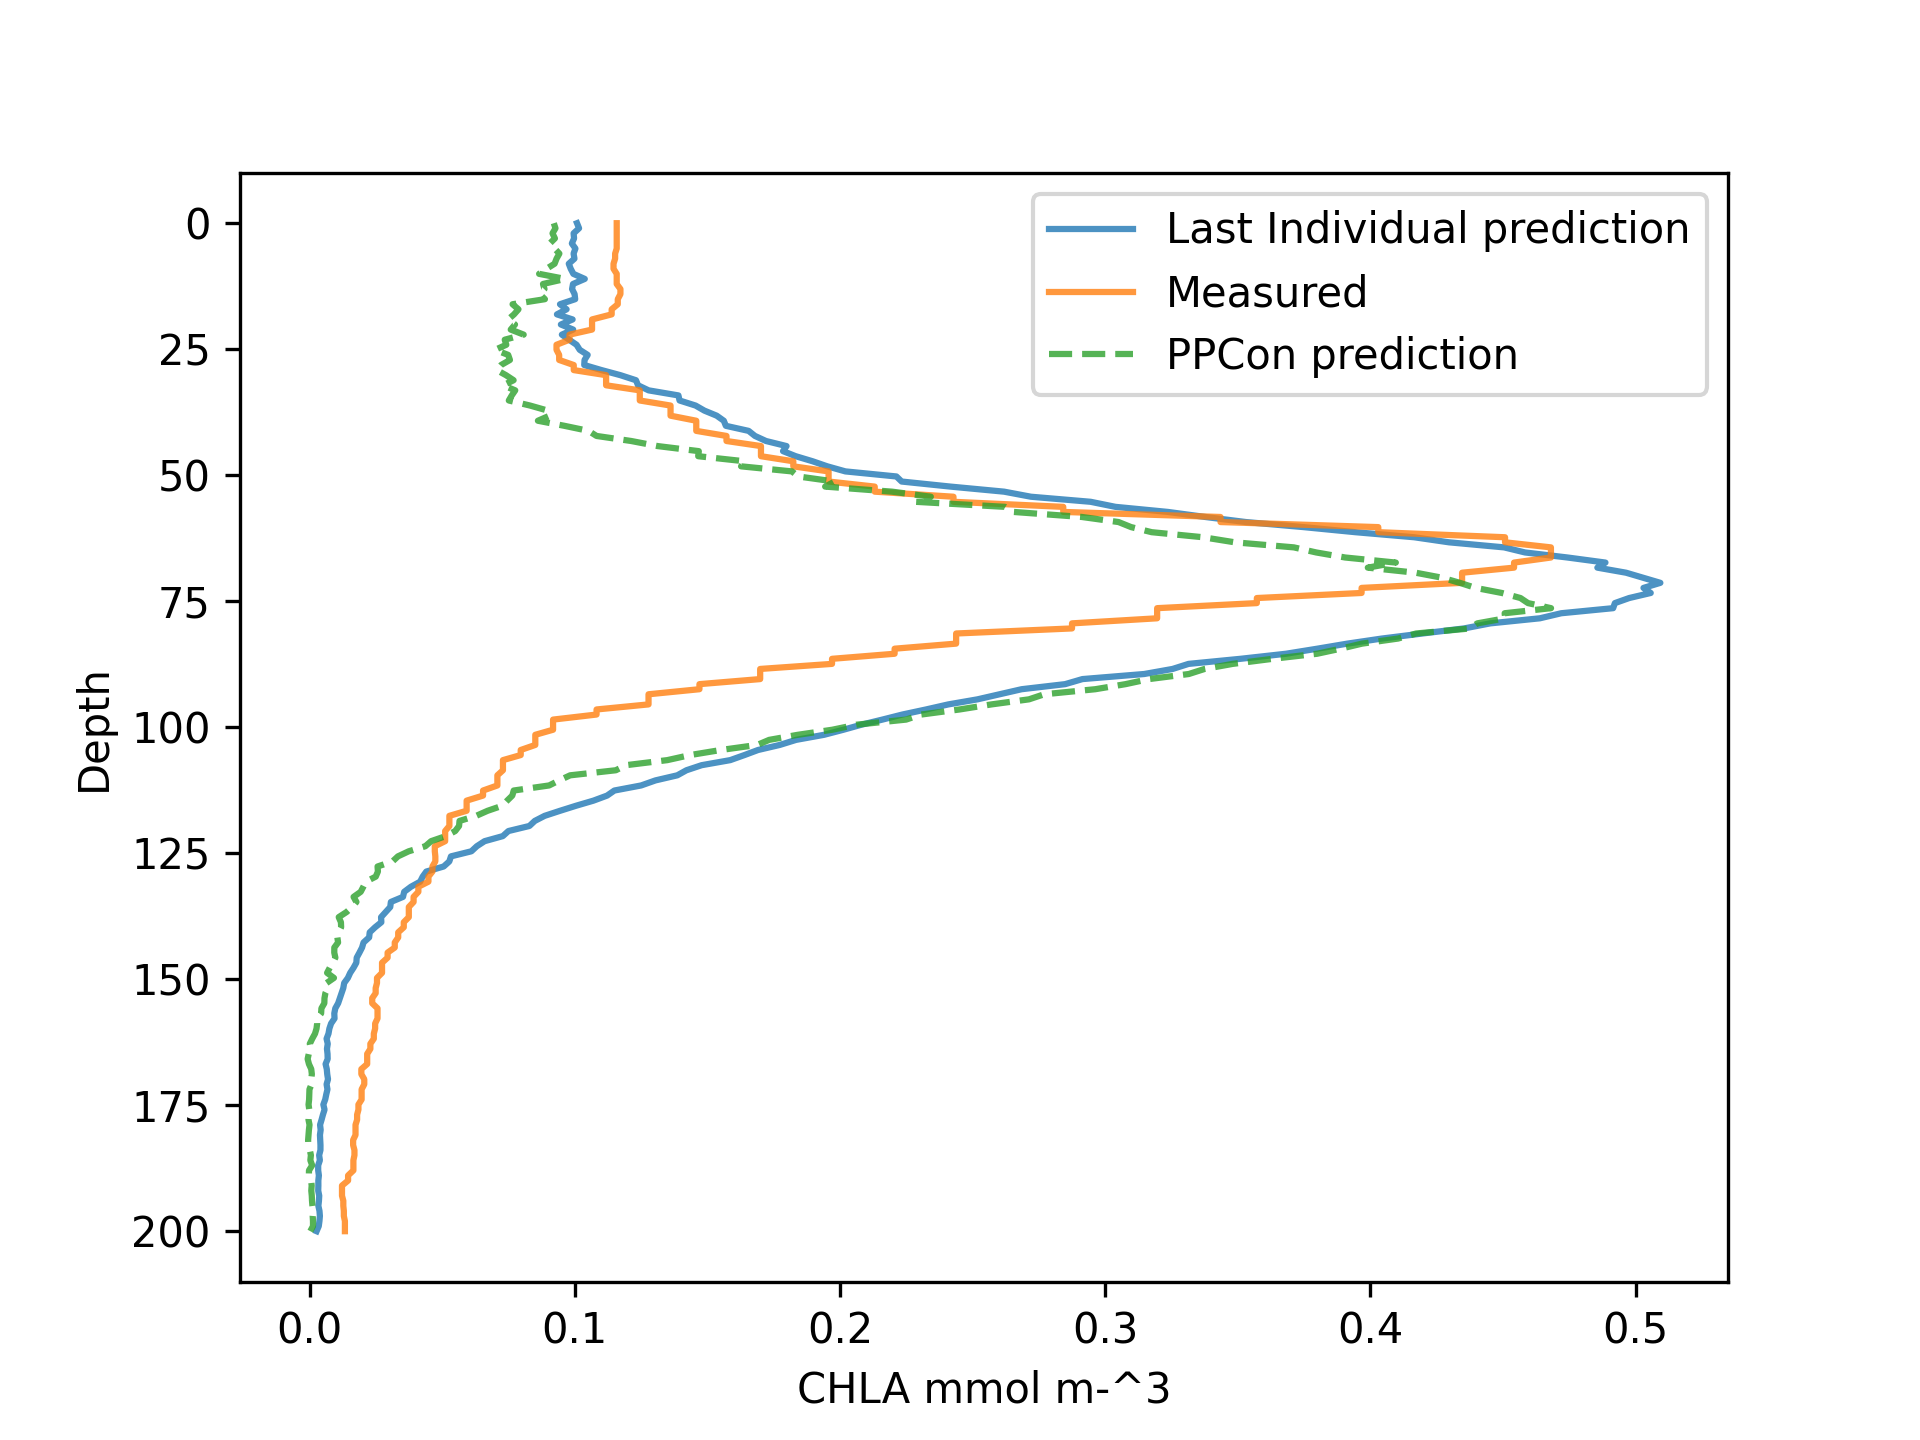 Last Individual prediction
Measured
PPCon prediction
0
25
50
75
100
125
150
175
200
Depth
0.0 0.1 0.2 0.3 0.4 0.5
CHLA mmol m-^3